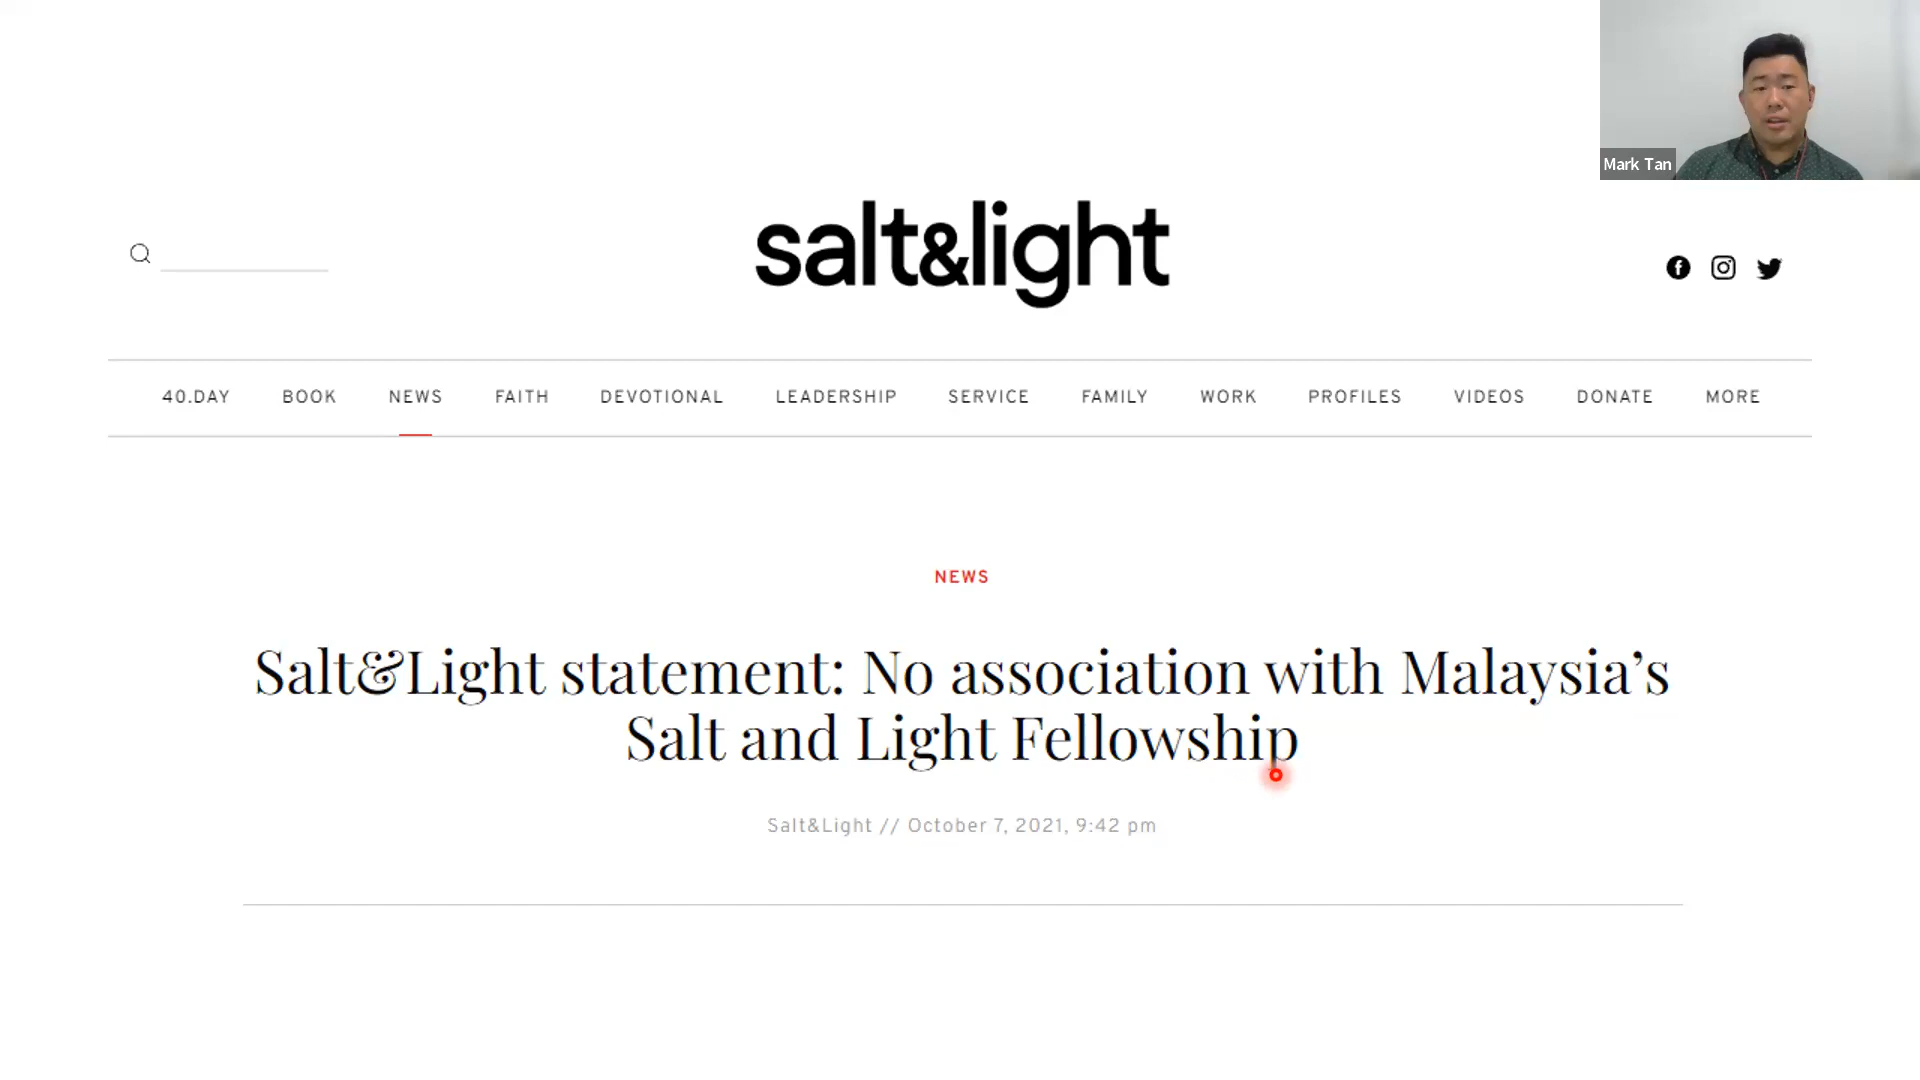 Mark Tan
salt&light
40.DAY BOOK NEWS FAITH DEVOTIONAL LEADERSHIP SERVICE FAMILY WORK PROFILES VIDEOS DONATE MORE
NEWS
Salt&Light statement: No association with Malaysia’s
Salt and Light Fellowship
Salt&Light // October 7, 2021, 9:42 pm